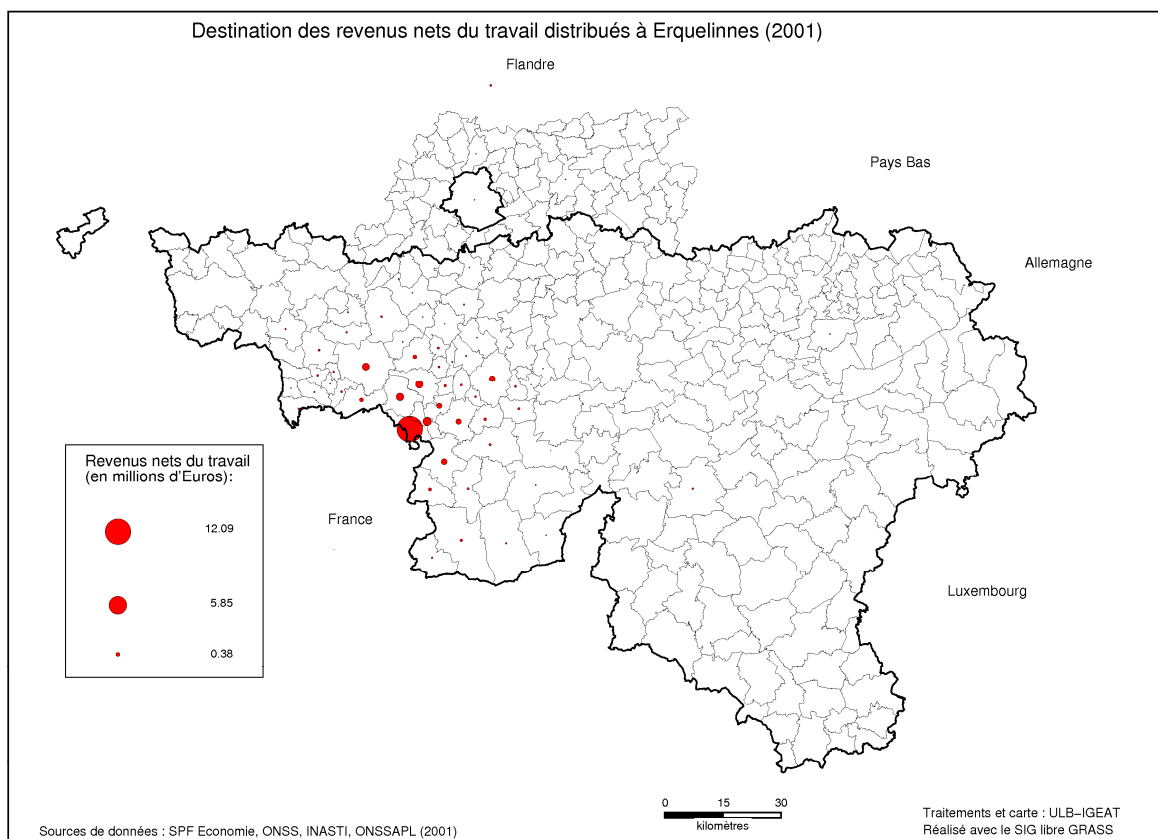 Destination des revenus nets du travail distribués à Erquelinnes (2001)
Flandre
Pays Bas
Allemagne
Revenus nets du travail
(en millions d'Euros):
12.09
5.85
0.38
France
Luxembourg
0 15 30
kilomètres
Sources de données : SPF Economie, ONSS, INASTI, ONSSAPL (2001)
Traitements et carte : ULB-IGEAT
Réalisé avec le SIG libre GRASS